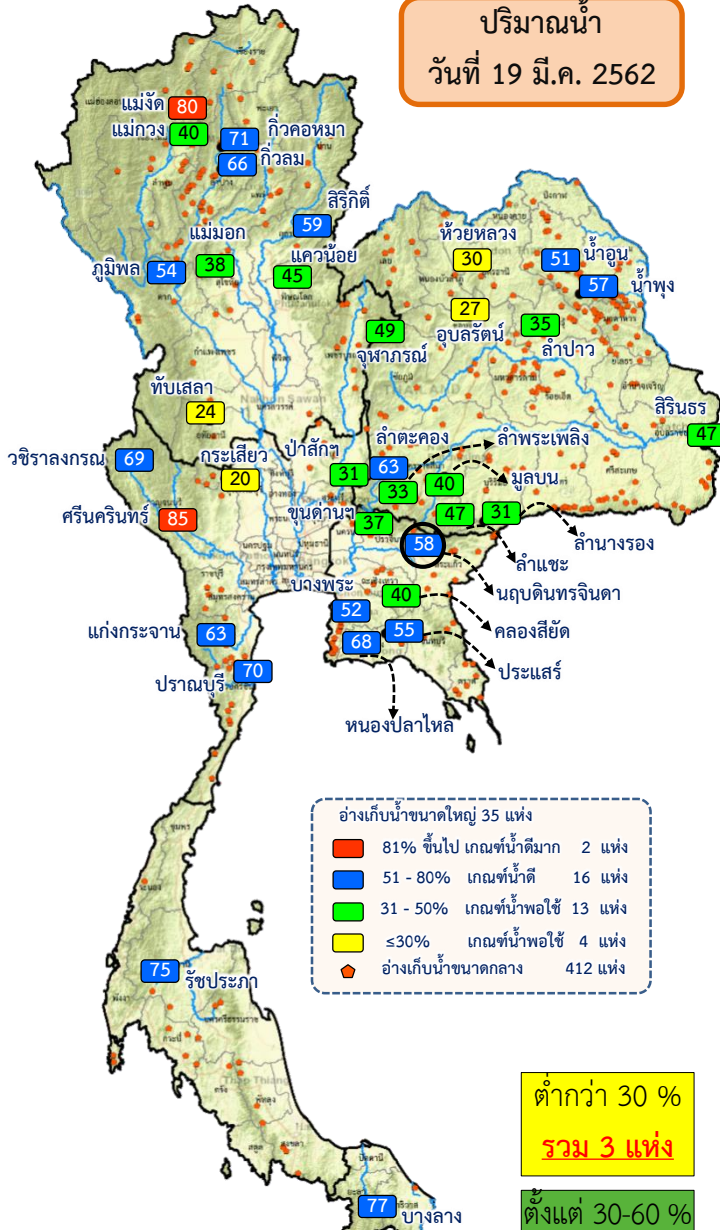 ปริมาณน้ำ
วันที่ 19 มี.ค. 2562
แม่งัด
80
แม่กวง
40
71
กิ่วคอหมา
66
กิ่วลม
สิริกิติ์
59
แม่มอก
38
แควน้อย
45
ภูมิพล
54
ห้วยหลวง
30
51
น้ำอูน
57
น้ำพุง
27
อุบลรัตน์
35
ลำปาว
49
จุฬาภรณ์
ทับเสลา
24
สิรินธร
47
วชิราลงกรณ
69
กระเสียว
20
ป่าสักฯ
31
ลำตะคอง
63
ลำพระเพลิง
33
40
มูลบน
ศรีนครินทร์
85
ขุนด่านฯ
37
47
31
ลำนางรอง
58
ลำแชะ
นฤบดินทรจินดา
บางพระ
52
40
คลองสียัด
แก่งกระจาน
63
68
55
ประแสร์
ปราณบุรี
70
หนองปลาไหล
อ่างเก็บน้ำขนาดใหญ่ 35 แห่ง
81% ขึ้นไป เกณฑ์น้ำดีมาก 2 แห่ง
51 - 80% เกณฑ์น้ำดี 16 แห่ง
31 - 50% เกณฑ์น้ำพอใช้ 13 แห่ง
≤30% เกณฑ์น้ำพอใช้ 4 แห่ง
อ่างเก็บน้ำขนาดกลาง 412 แห่ง
75
รัชประภา
ต่ำกว่า 30 %
รวม 3 แห่ง
ตั้งแต่ 30-60 %
77
บางลาง